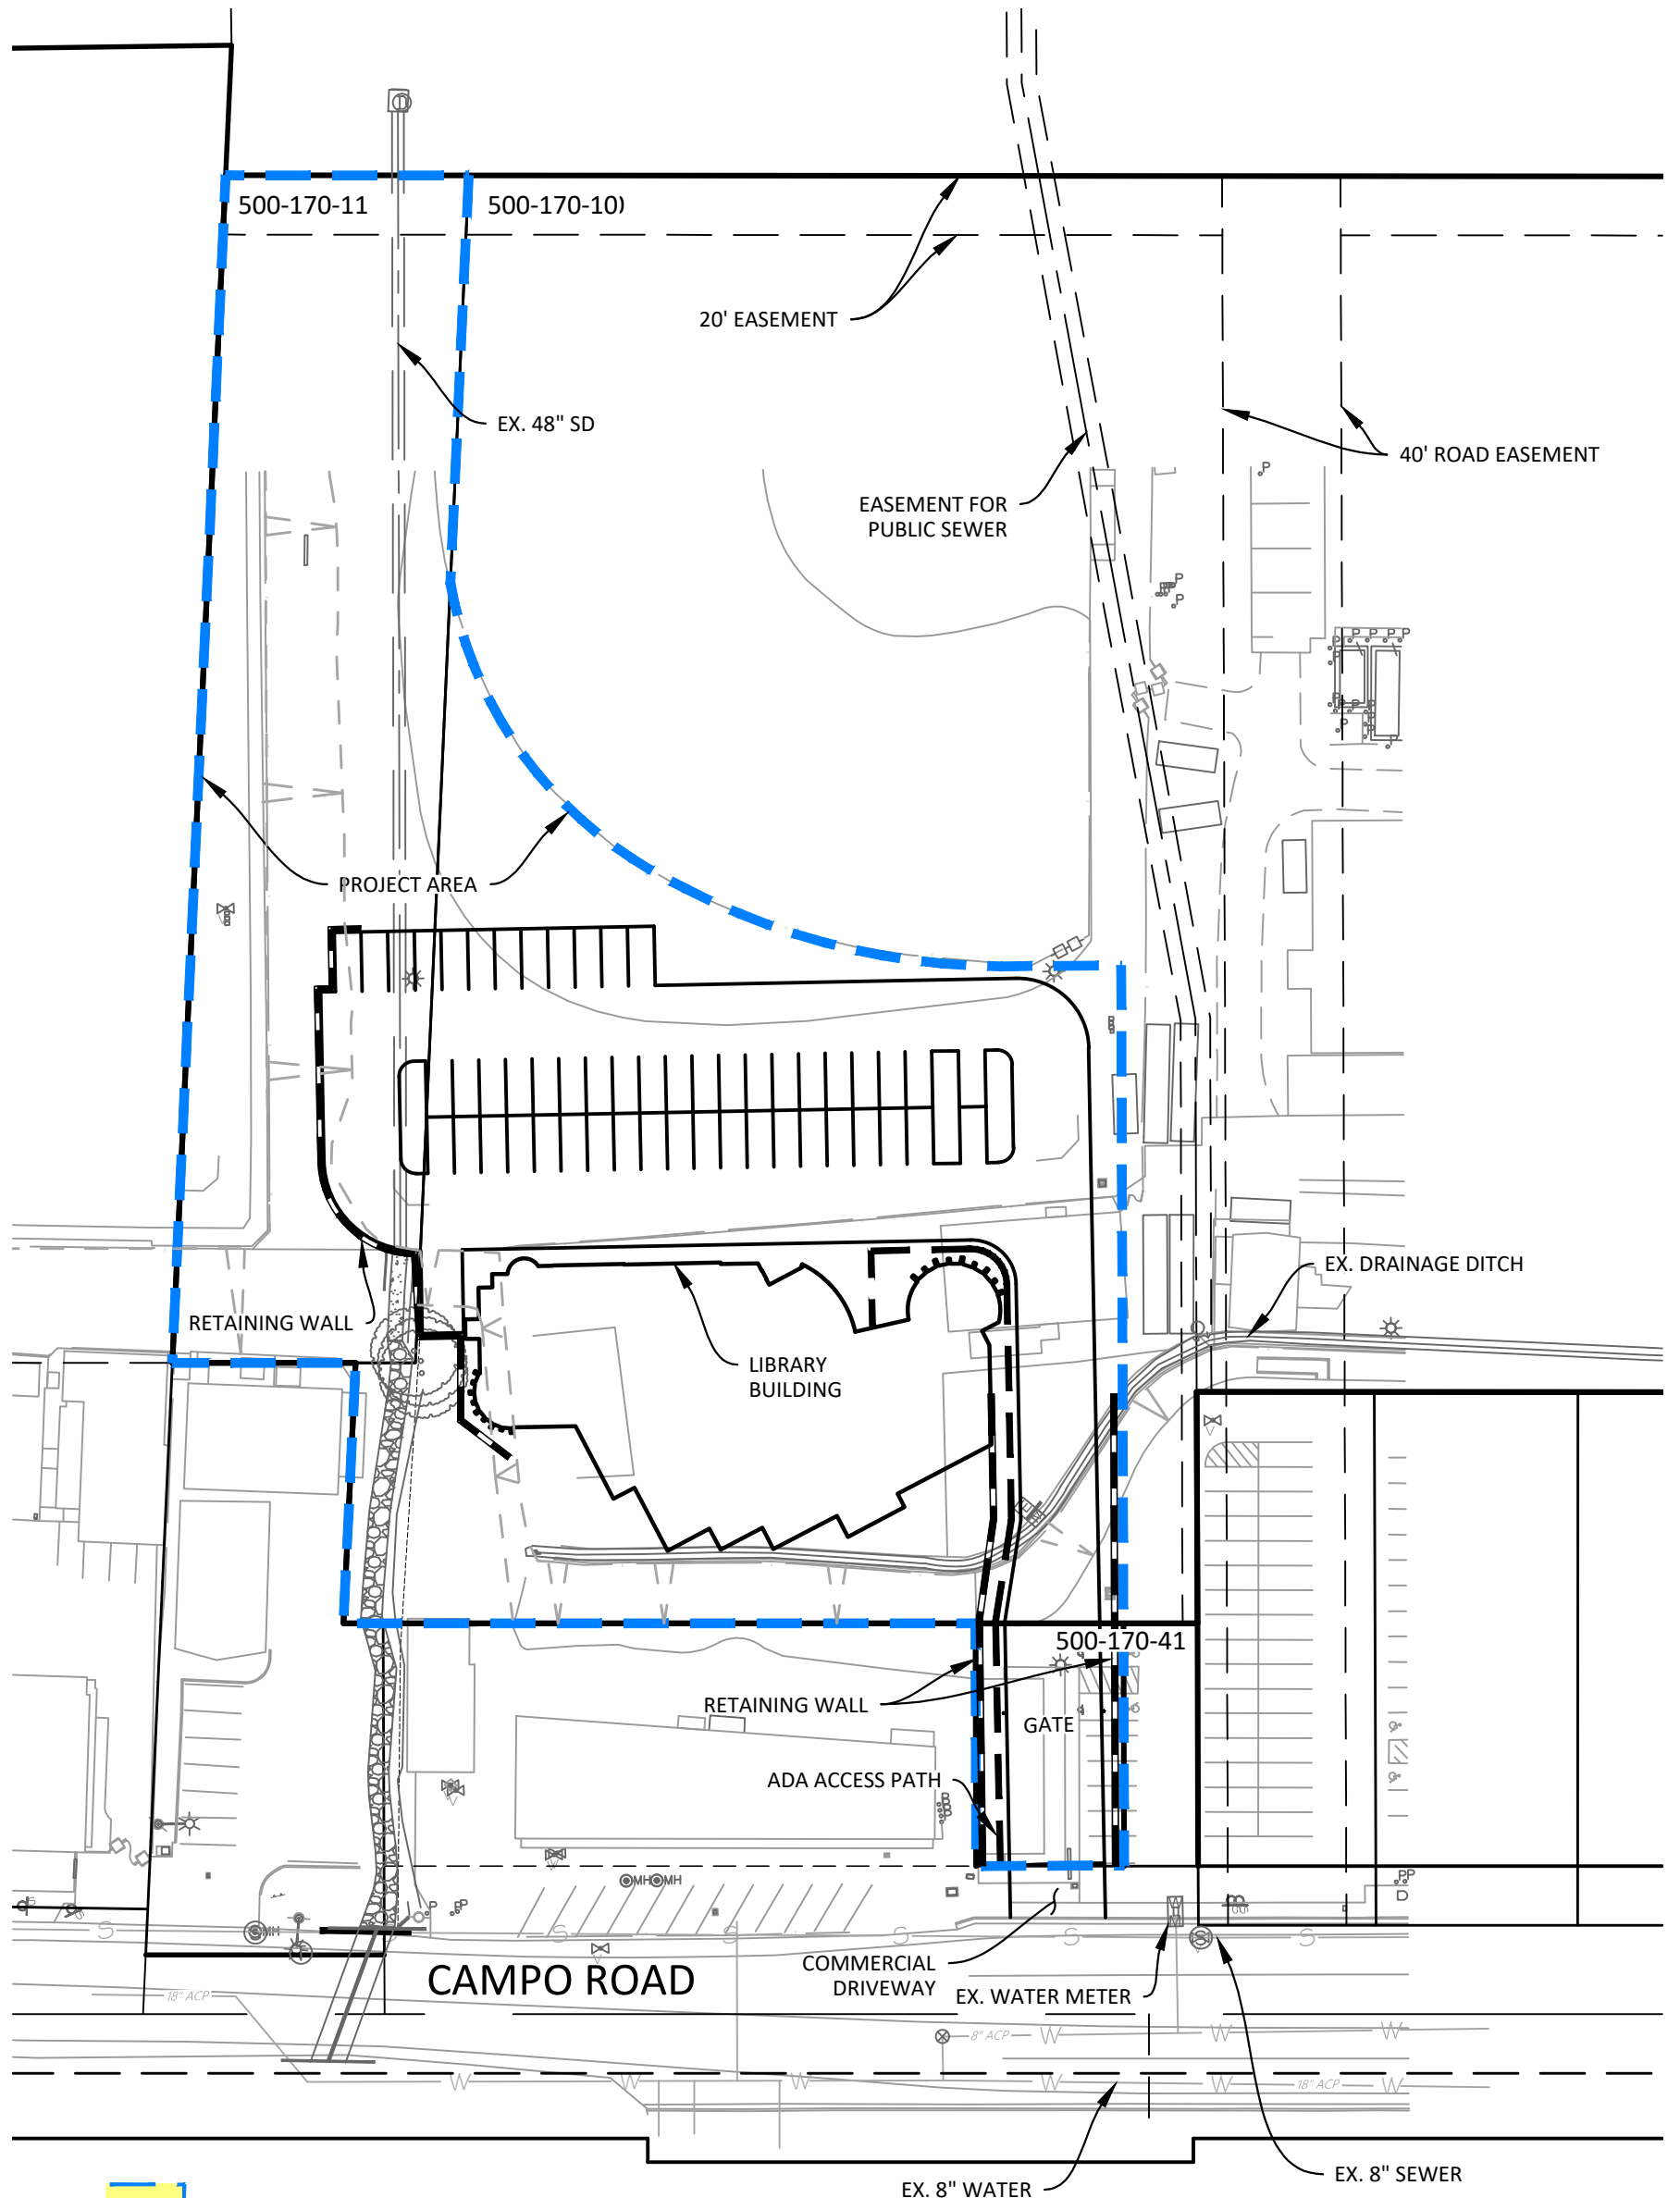 500-170-11
500-170-10
20' EASEMENT
EX. 48" SD
40' ROAD EASEMENT
EASEMENT FOR
PUBLIC SEWER
PROJECT AREA
EX. DRAINAGE DITCH
RETAINING WALL
LIBRARY
BUILDING
500-170-41
RETAINING WALL
GATE
ADA ACCESS PATH
MH
MH
MH
S
S
S
S
S
S
COMMERCIAL
DRIVEWAY
CAMPO ROAD
EX. WATER METER
18" ACP
8" ACP
W
W
W
W
W
W
W
W
W
18" ACP
EX. 8" SEWER
EX. 8" WATER